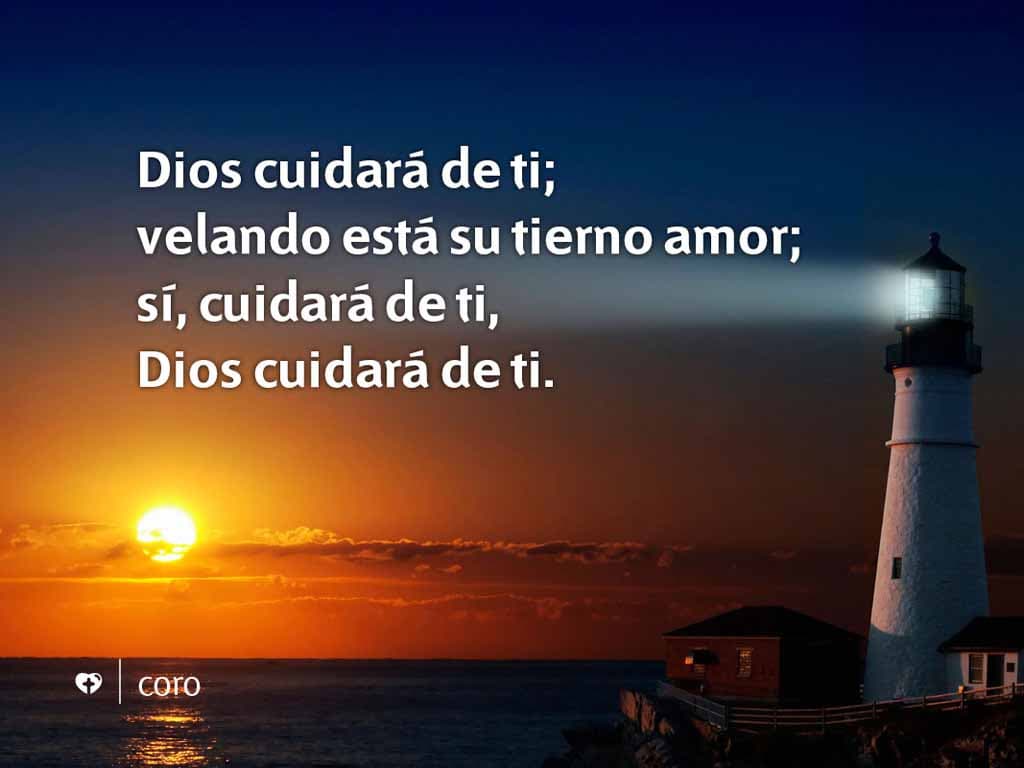 Dios cuidará de ti;
velando está su tierno amor;
sí, cuidará de ti,
Dios cuidará de ti.
coro